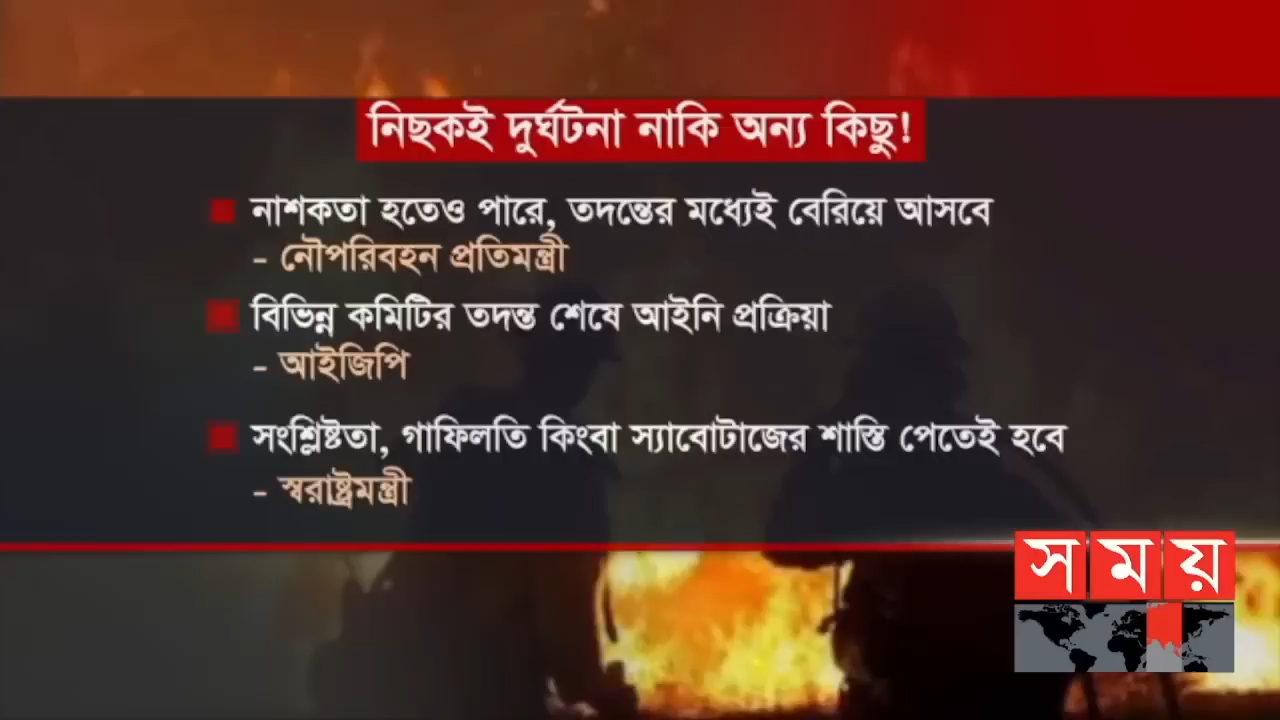 নিছকই দুর্ঘটনা নাকি অন্য কিছু!
নাশকতা হতেও পারে, তদন্তের মধ্যেই বেরিয়ে আসবে
- নৌপরিবহন প্রতিমন্ত্রী
বিভিন্ন কমিটির তদন্ত শেষে আইনি প্রক্রিয়া
- আইজিপি
সংশ্লিষ্টতা, গাফিলতি কিংবা স্যাবোটাজের শাস্তি পেতেই হবে
- স্বরাষ্ট্রমন্ত্রী
সময়